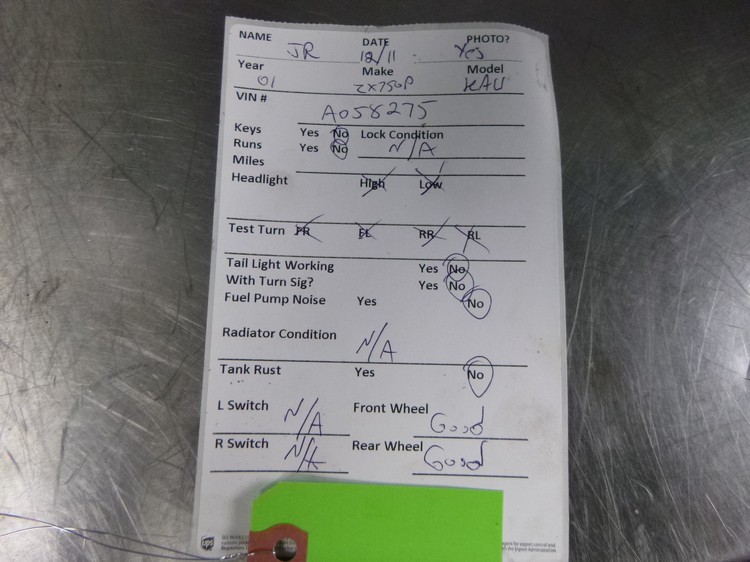 NAME JR DATE 12/11 PHOTO? Yes
Year 01 Make ZX750P Model KAU
VIN # A058275
Keys Yes No Lock Condition N/A
Runs Yes No
Miles
Headlight High Low
Test Turn FR FL RR RL
Tail Light Working Yes No
With Turn Sig? Yes No
Fuel Pump Noise Yes No
Radiator Condition N/A
Tank Rust Yes No
L Switch N/A Front Wheel Good
R Switch N/A Rear Wheel Good
ups